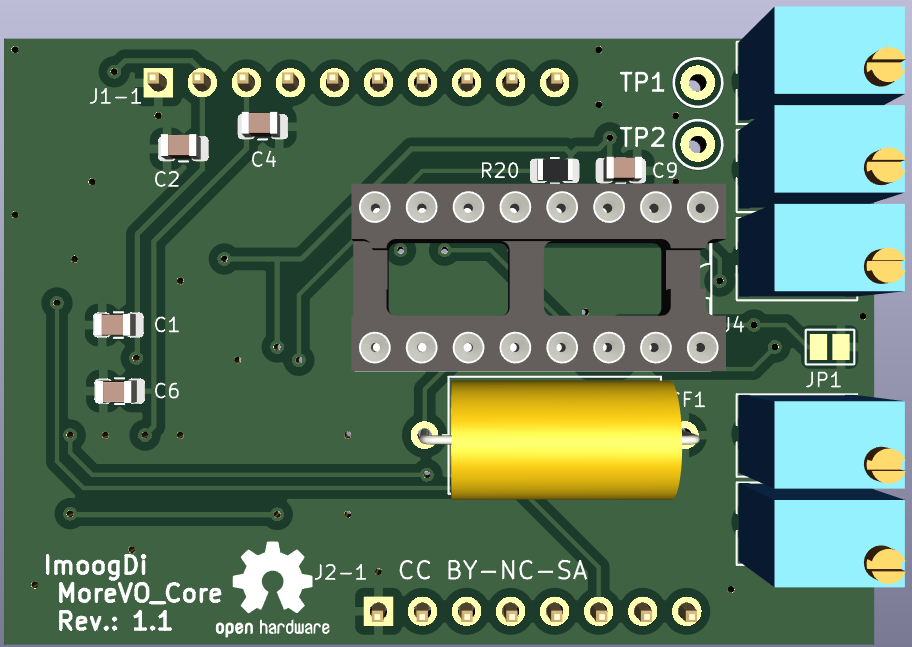 TP1
J1-1
TP2
C4
C2
R20
C9
C1
J4
C6
JP1
CF1
ImoogDi
MoreVO_Core
Rev.: 1.1
open hardware
J2-1
CC BY-NC-SA